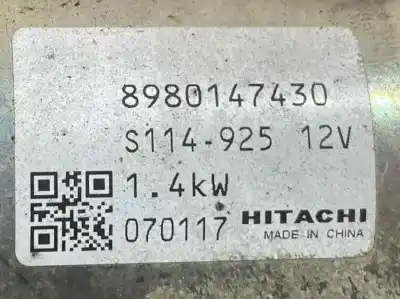 8980147430
S114-925 12V
1.4kW
070117 HITACHI
MADE IN CHINA